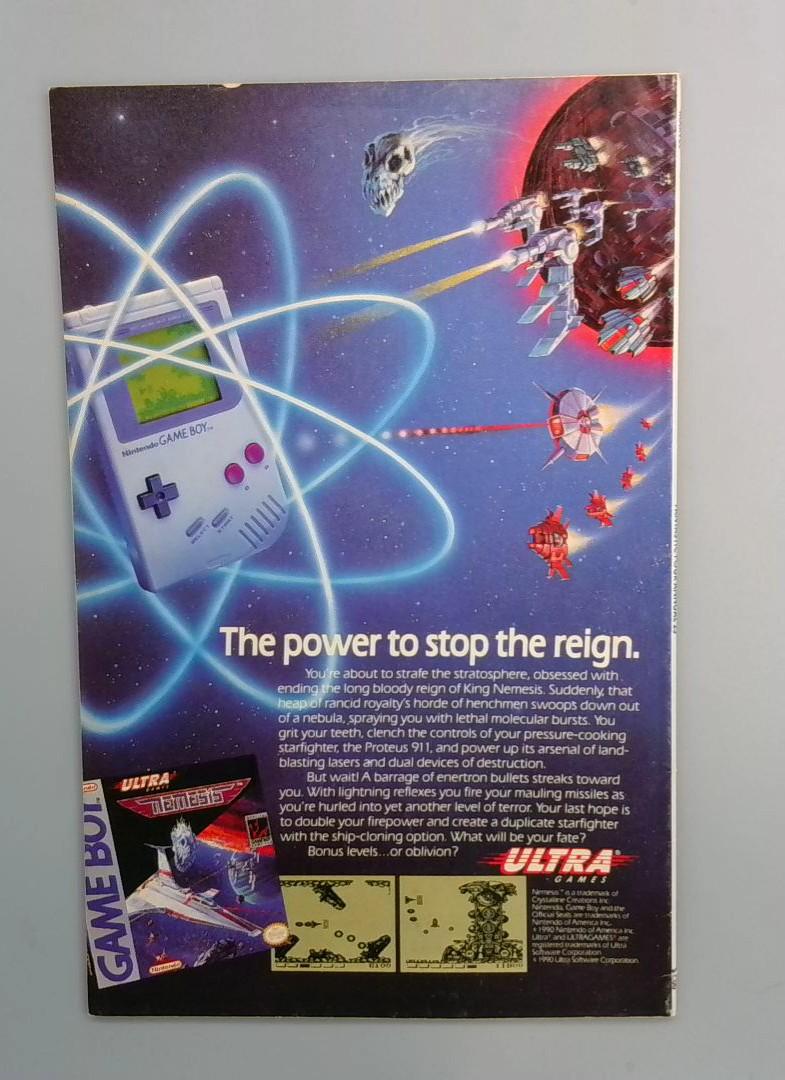 Nintendo GAME BOY™
SELECT START
The power to stop the reign.
You're about to strafe the stratosphere, obsessed with
ending the long bloody reign of King Nemesis. Suddenly, that
heap of rancid royalty's horde of henchmen swoops down out
of a nebula, spraying you with lethal molecular bursts. You
grit your teeth, clench the controls of your pressure-cooking
starfighter, the Proteus 911, and power up its arsenal of land-
blasting lasers and dual devices of destruction.
But wait! A barrage of enertron bullets streaks toward
you. With lightning reflexes you fire your mauling missiles as
you're hurled into yet another level of terror. Your last hope is
to double your firepower and create a duplicate starfighter
with the ship-cloning option. What will be your fate?
Bonus levels...or oblivion?
ULTRA
GAMES
NEMESIS
GAME BOY
Nintendo
ULTRA®
GAMES
Nemesis™ is a trademark of
Crystalline Creations Inc.
Nintendo, Game Boy and the
Official Seals are trademarks of
Nintendo of America Inc.
© 1990 Nintendo of America Inc.
Ultra® and ULTRAGAMES® are
registered trademarks of Ultra
Software Corporation.
© 1990 Ultra Software Corporation.